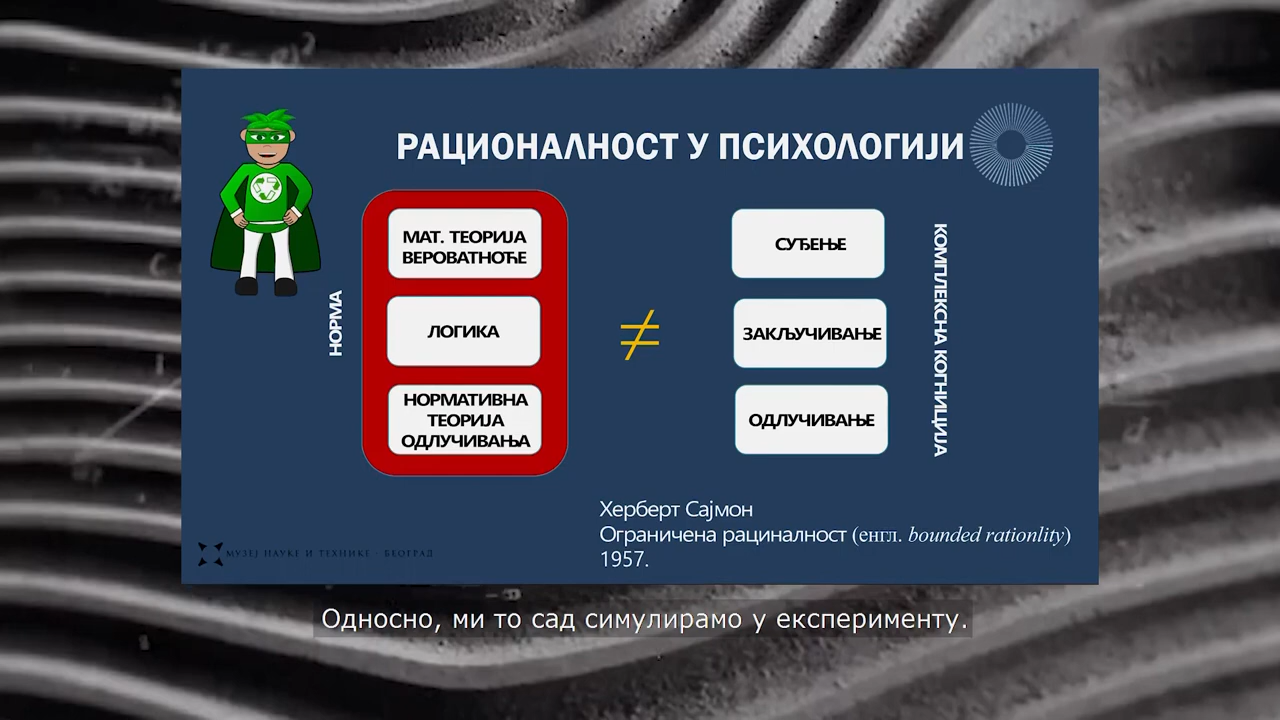 РАЦИОНАЛНОСТ У ПСИХОЛОГИЈИ
НОРМА
МАТ. ТЕОРИЈА
ВЕРОВАТНОЋЕ
ЛОГИКА
НОРМАТИВНА
ТЕОРИЈА
ОДЛУЧИВАЊА
≠
СУЂЕЊЕ
ЗАКЉУЧИВАЊЕ
ОДЛУЧИВАЊЕ
КОМПЛЕКСНА КОГНИЦИЈА
Херберт Сајмон
Ограничена рациналност (енгл. bounded rationlity)
1957.
МУЗЕЈ НАУКЕ И ТЕХНИКЕ · БЕОГРАД
Односно, ми то сад симулирамо у експерименту.